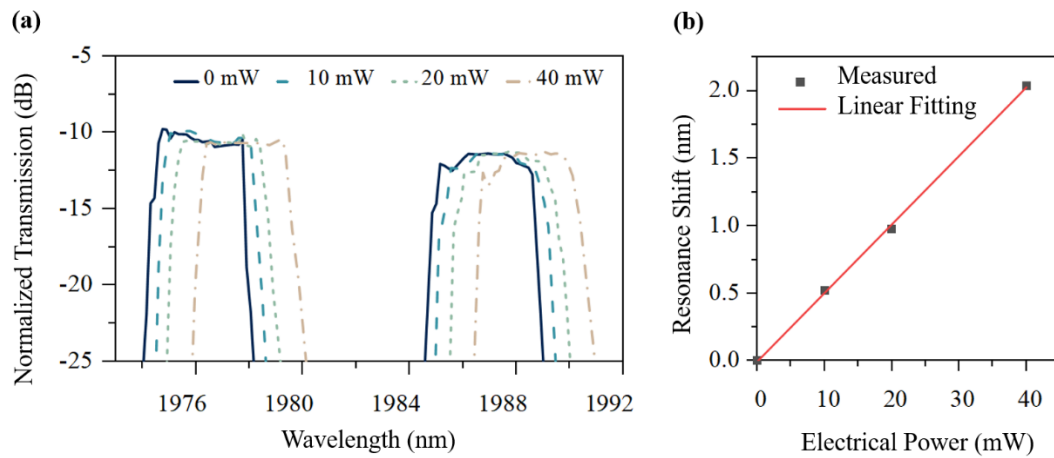 (a)
(b)
-5
-10
-15
-20
-25
Normalized Transmission (dB)
0 mW
10 mW
20 mW
40 mW
1976
1980
1984
1988
1992
Wavelength (nm)
2.0
1.5
1.0
0.5
0.0
Resonance Shift (nm)
Measured
Linear Fitting
0
10
20
30
40
Electrical Power (mW)